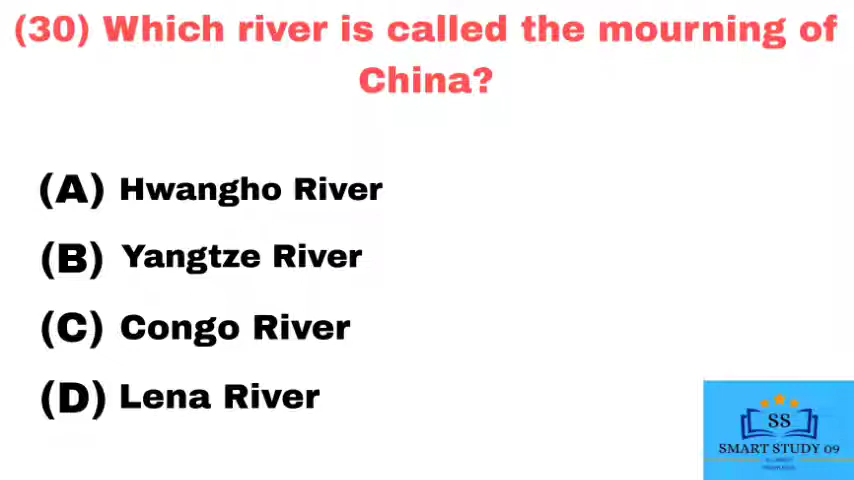 (30) Which river is called the mourning of
China?
(A) Hwangho River
(B) Yangtze River
(C) Congo River
(D) Lena River
SS
SMART STUDY 09